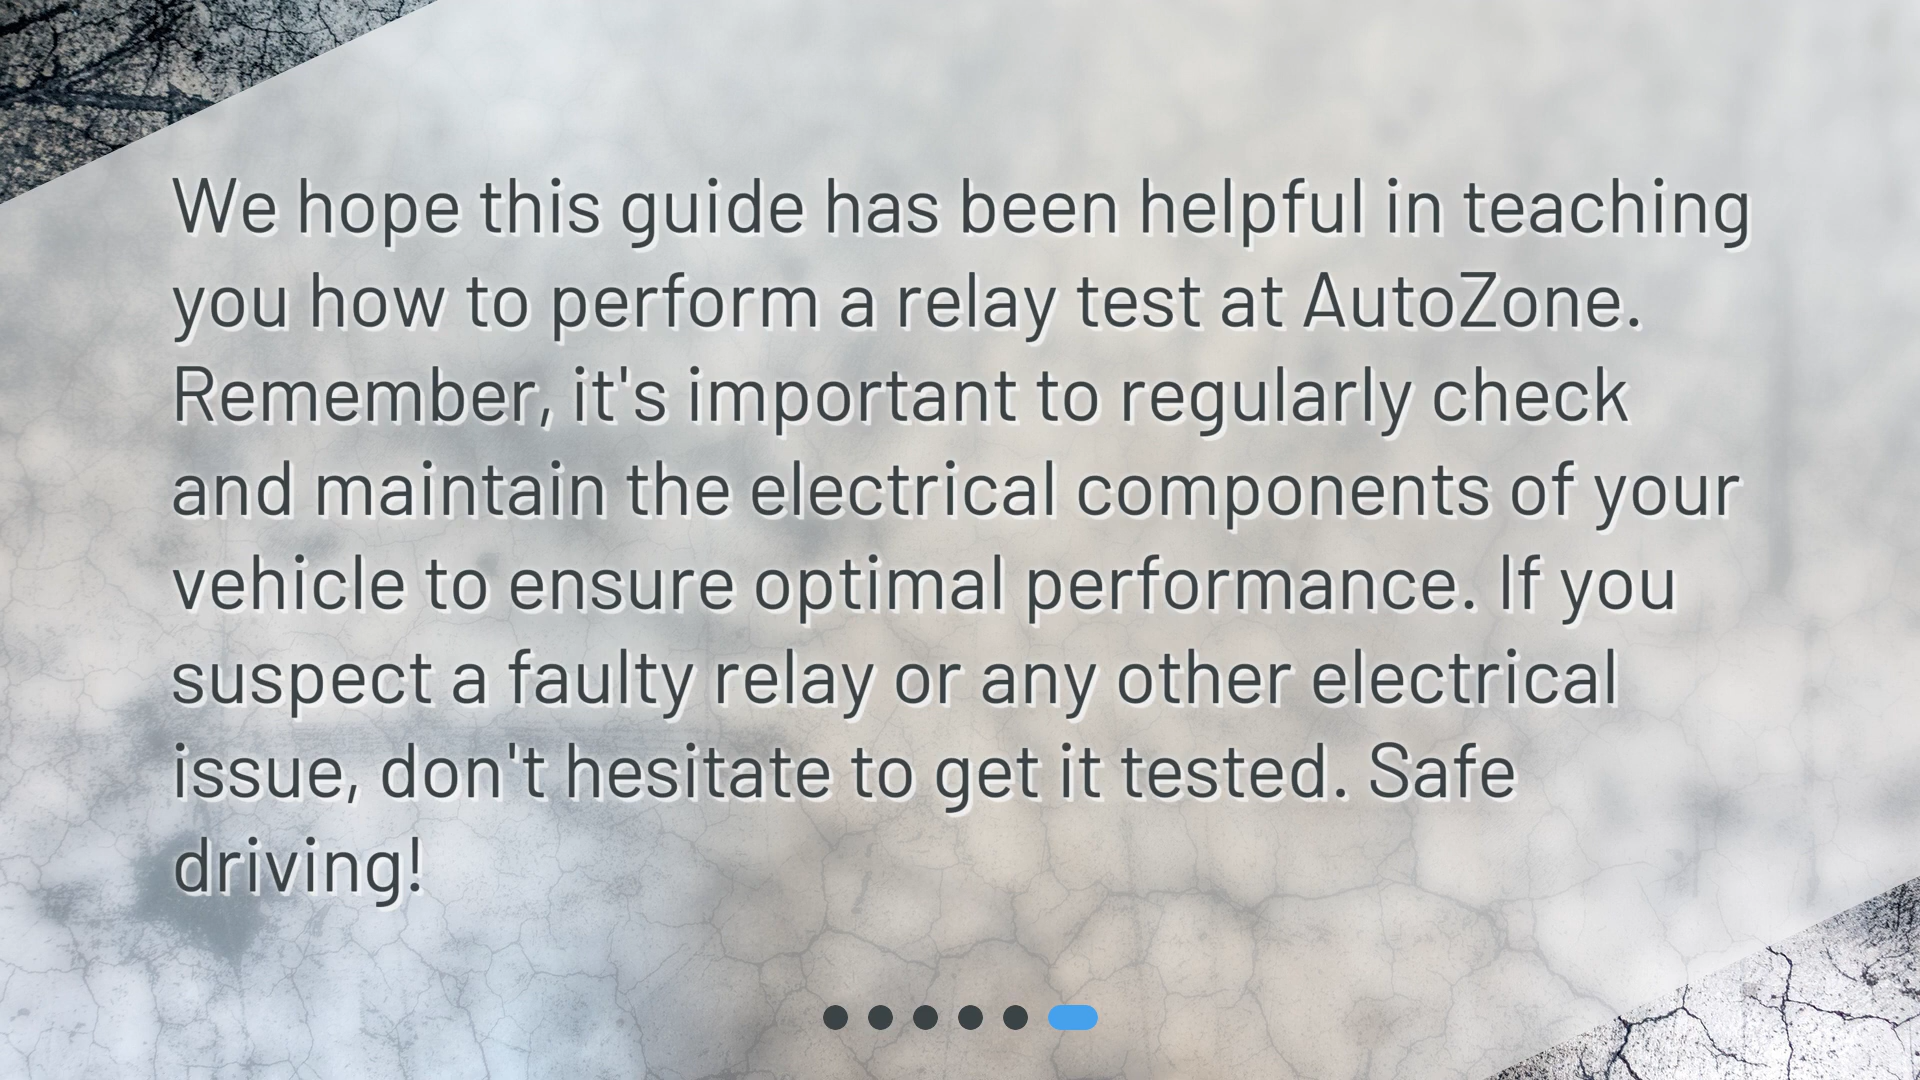 We hope this guide has been helpful in teaching
you how to perform a relay test at AutoZone.
Remember, it's important to regularly check
and maintain the electrical components of your
vehicle to ensure optimal performance. If you
suspect a faulty relay or any other electrical
issue, don't hesitate to get it tested. Safe
driving!